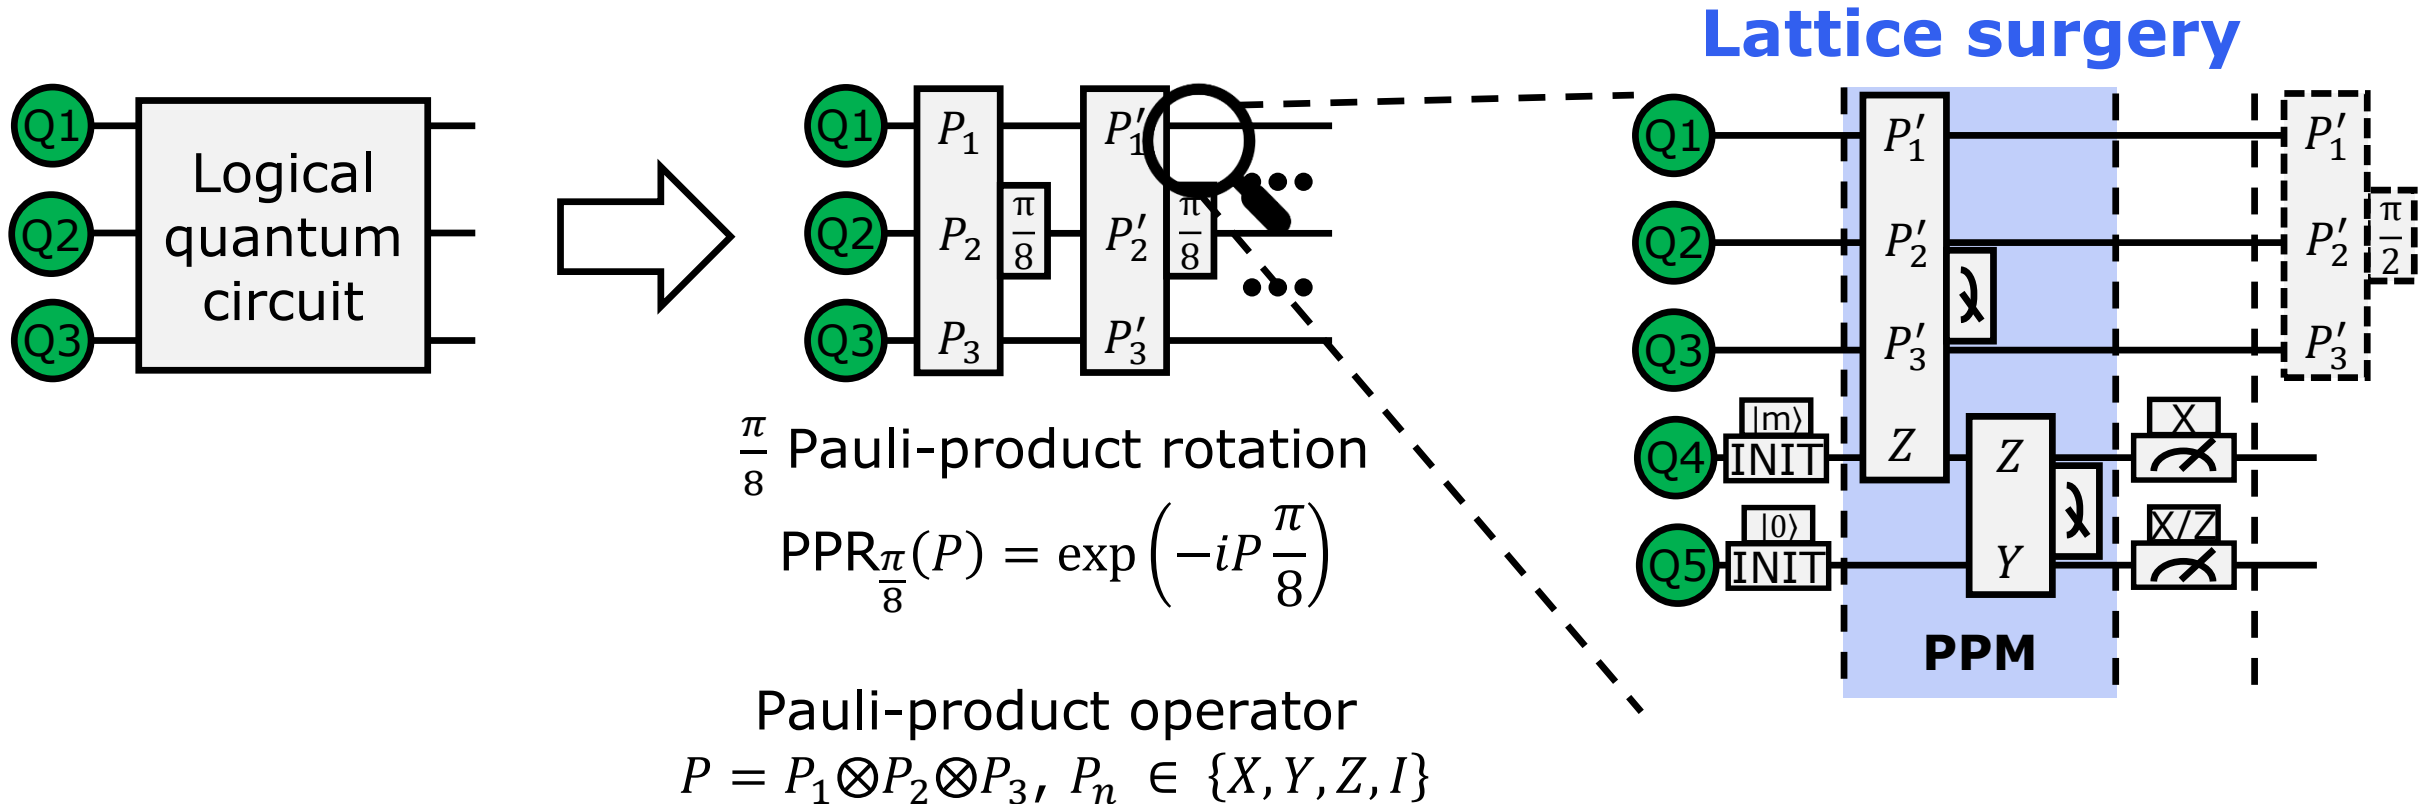 Lattice surgery
Q1
Q2
Q3
Logical
quantum
circuit
Q1
Q2
Q3
P₁
P₂
P₃
π/8
P′₁
P′₂
P′₃
π/8
π/8 Pauli-product rotation
PPR_{π/8}(P) = exp(−iP π/8)
Pauli-product operator
P = P₁⊗P₂⊗P₃, Pₙ ∈ {X, Y, Z, I}
Q1
Q2
Q3
Q4
Q5
|m⟩
INIT
|0⟩
INIT
P′₁
P′₂
P′₃
Z
Z
Y
PPM
X
X/Z
P′₁
P′₂
P′₃
π/2